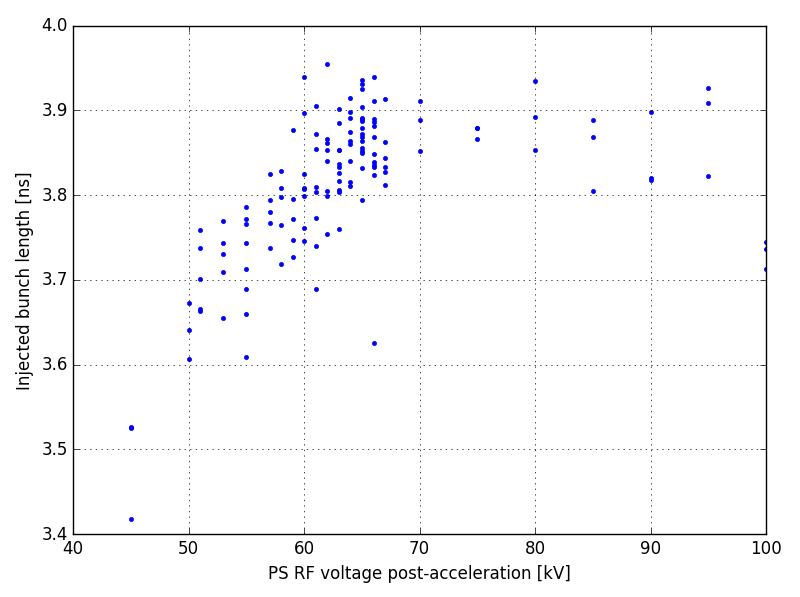 4.0
3.9
3.8
3.7
3.6
3.5
3.4
Injected bunch length [ns]
40 50 60 70 80 90 100
PS RF voltage post-acceleration [kV]